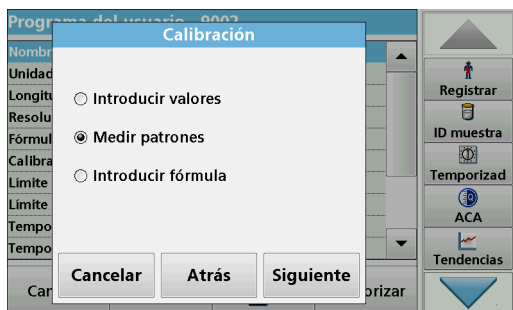 Programa del usuario 9002
Calibración
Nombr
Unidad
Longitu
Resolu
Fórmul
Calibra
Límite
Límite
Tempo
Tempo
Introducir valores
Medir patrones
Introducir fórmula
Cancelar
Atrás
Siguiente
Can
orizar
Registrar
ID muestra
Temporizad
ACA
Tendencias